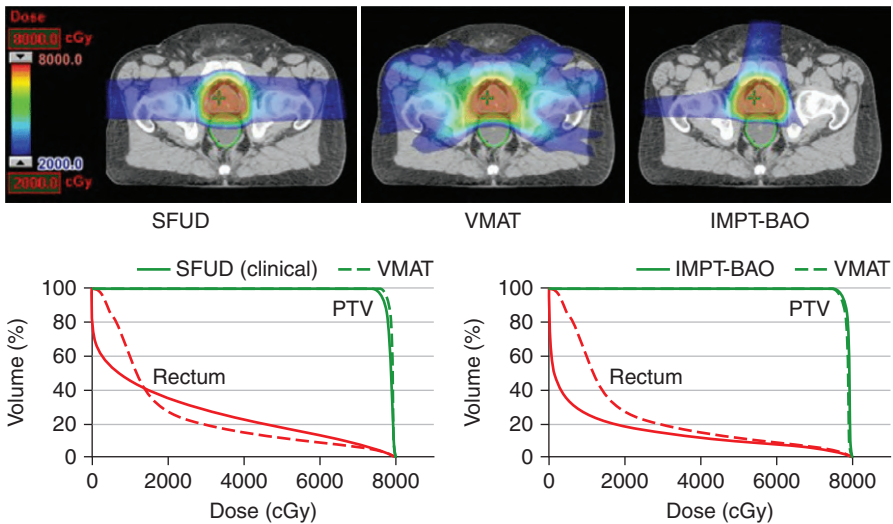 Dose
8000.0 cGy
8000.0
2000.0
2000.0 cGy
SFUD
VMAT
IMPT-BAO
SFUD (clinical)
VMAT
100
80
60
40
20
0
Volume (%)
PTV
Rectum
0
2000
4000
6000
8000
Dose (cGy)
IMPT-BAO
VMAT
100
80
60
40
20
0
Volume (%)
PTV
Rectum
0
2000
4000
6000
8000
Dose (cGy)